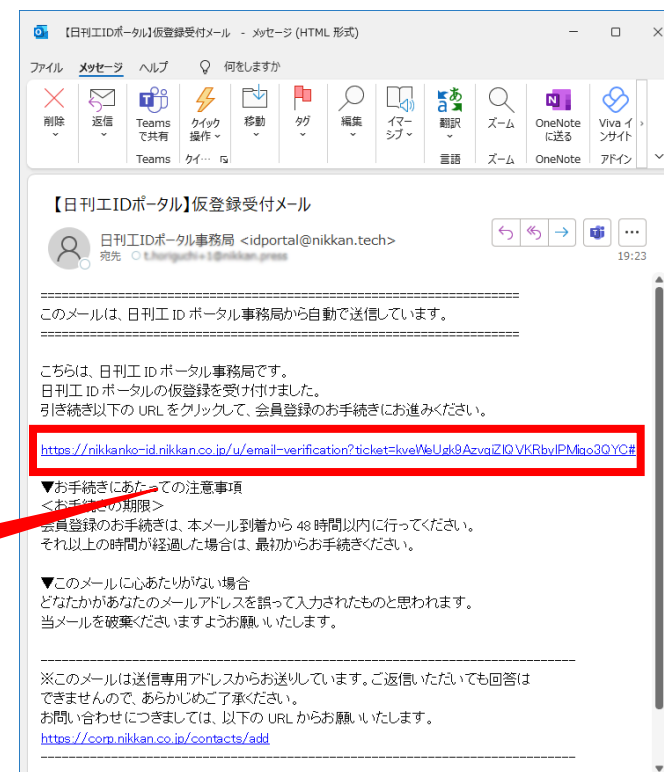 【日刊工IDポータル】仮登録受付メール - メッセージ (HTML 形式)
ファイル メッセージ ヘルプ 何をしますか
削除 返信 Teams で共有 クイック操作 移動 タグ 編集 イマーシブ 翻訳 ズーム OneNote に送る Viva インサイト
Teams クイ… 言語 ズーム OneNote アドイン
【日刊工IDポータル】仮登録受付メール
日刊工IDポータル事務局 <idportal@nikkan.tech>
宛先
19:23
====================================================================
このメールは、日刊工 ID ポータル事務局から自動で送信しています。
====================================================================
こちらは、日刊工 ID ポータル事務局です。
日刊工 ID ポータルの仮登録を受け付けました。
引き続き以下の URL をクリックして、会員登録のお手続きにお進みください。
https://nikkanko-id.nikkan.co.jp/u/email-verification?ticket=kveWeUgk9AzvqiZIQVKRbyIPMiqo3QYC#
▼お手続きにあたっての注意事項
<お手続きの期限>
会員登録のお手続きは、本メール到着から 48 時間以内に行ってください。
それ以上の時間が経過した場合は、最初からお手続きください。
▼このメールに心あたりがない場合
どなたかがあなたのメールアドレスを誤って入力されたものと思われます。
当メールを破棄くださいますようお願いいたします。
----------------------------------------------------------------------------
※このメールは送信専用アドレスからお送りしています。ご返信いただいても回答は
できませんので、あらかじめご了承ください。
お問い合わせにつきましては、以下の URL からお願いいたします。
https://corp.nikkan.co.jp/contacts/add
----------------------------------------------------------------------------